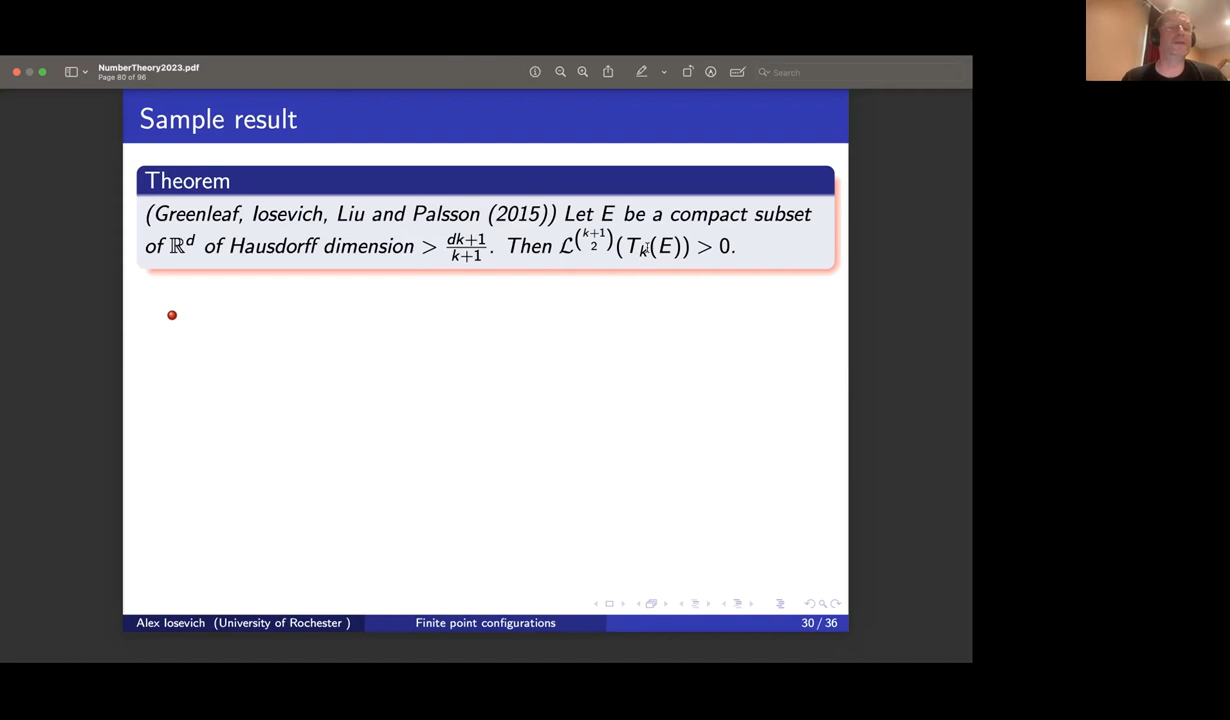 NumberTheory2023.pdf
Page 80 of 96
Search
Sample result
Theorem
(Greenleaf, Iosevich, Liu and Palsson (2015)) Let E be a compact subset
of ℝ^d of Hausdorff dimension > \frac{dk+1}{k+1}. Then ℒ^{\binom{k+1}{2}}(T_k(E)) > 0.
Alex Iosevich (University of Rochester ) Finite point configurations 30 / 36